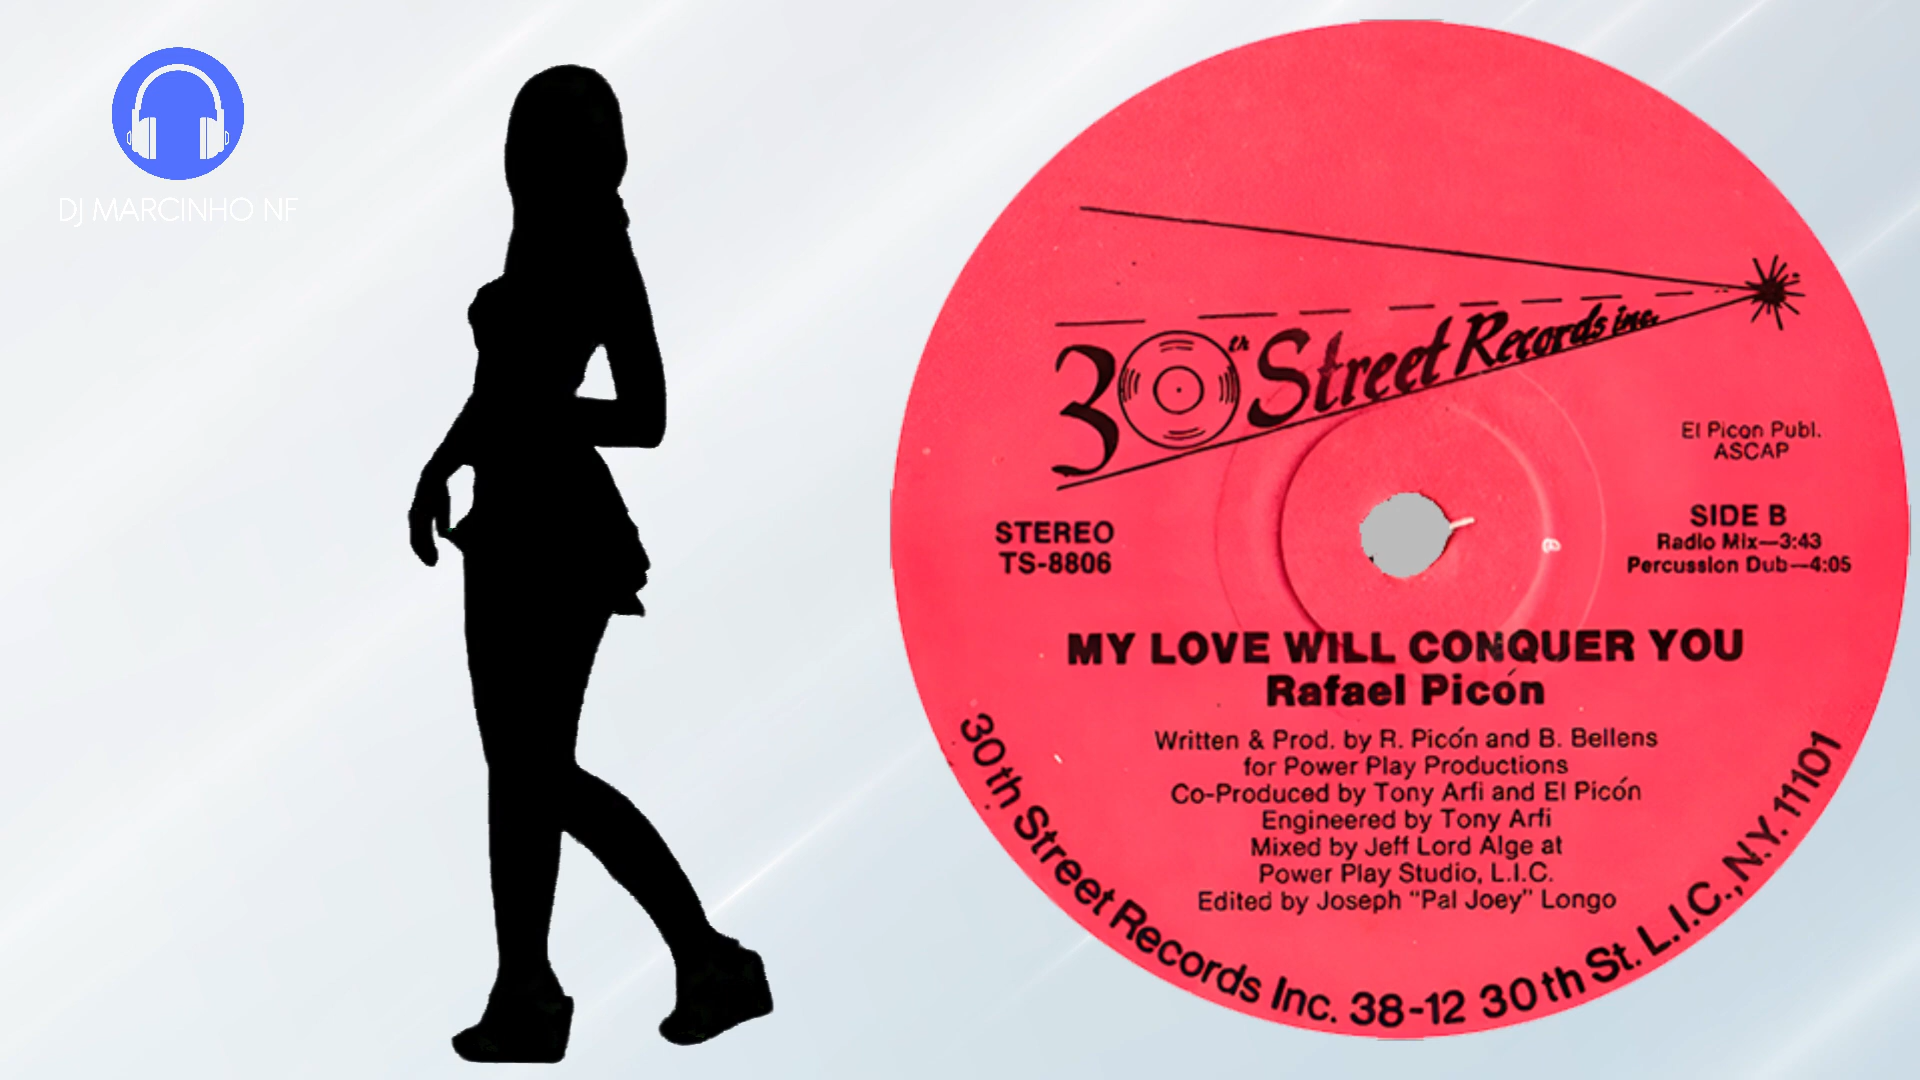 DJ MARCINHO NF
30th Street Records inc.
El Picon Publ.
ASCAP
STEREO
TS-8806
SIDE B
Radio Mix—3:43
Percussion Dub—4:05
MY LOVE WILL CONQUER YOU
Rafael Picón
Written & Prod. by R. Picón and B. Bellens
for Power Play Productions
Co-Produced by Tony Arfi and El Picón
Engineered by Tony Arfi
Mixed by Jeff Lord Alge at
Power Play Studio, L.I.C.
Edited by Joseph "Pal Joey" Longo
30th Street Records Inc. 38-12 30th St. L.I.C., N.Y. 11101